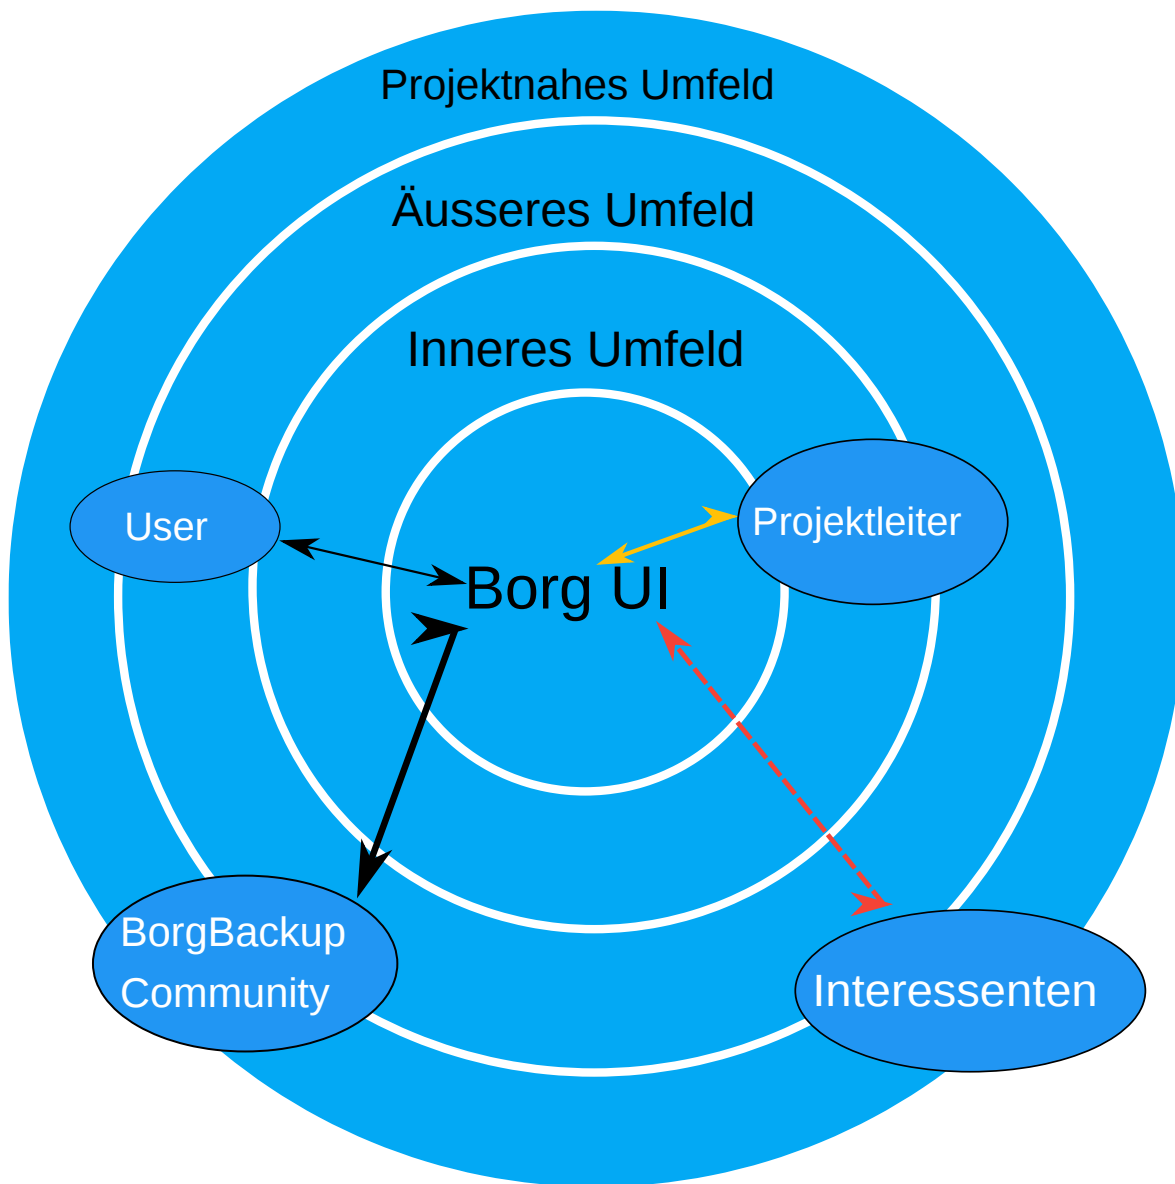 Projektnahes Umfeld
Äusseres Umfeld
Inneres Umfeld
User
Projektleiter
Borg UI
BorgBackup
Community
Interessenten